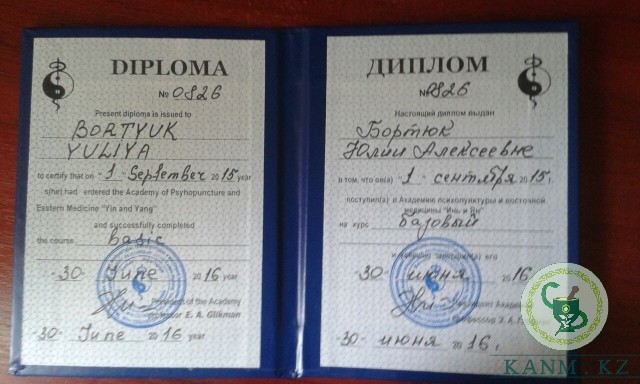 DIPLOMA
№ 0826
Present diploma is issued to
BORTYUK
YULIYA
to certify that on "1" September 2015 year
s(he) had entered the Academy of Psyhopuncture and
Eastern Medicine "Yin and Yang"
and successfully completed
the course basic
"30" June 2016 year
President of the Academy
Professor E. A. Glikman
"30" June 2016 year
ДИПЛОМ
№ 0826
Настоящий диплом выдан
Бортюк
Юлии Алексеевне
в том, что он(а) "1" сентября 2015 г.
поступил(а) в Академию психопунктуры и восточной
медицины "Инь и Ян"
на курс базовый
"30" июня 2016
"30" июня 2016 г.
KANM.KZ